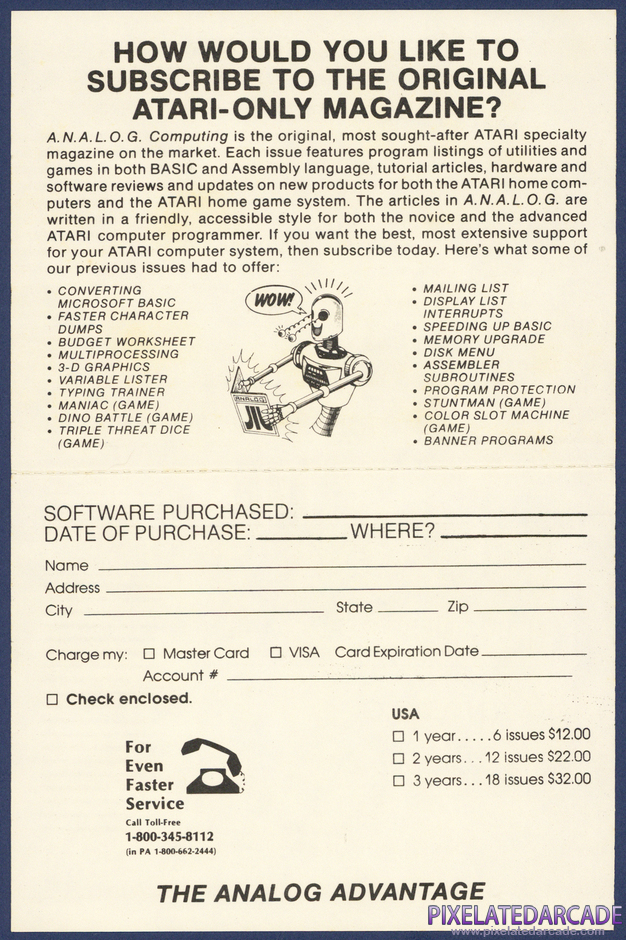 HOW WOULD YOU LIKE TO
SUBSCRIBE TO THE ORIGINAL
ATARI-ONLY MAGAZINE?
A.N.A.L.O.G. Computing is the original, most sought-after ATARI specialty
magazine on the market. Each issue features program listings of utilities and
games in both BASIC and Assembly language, tutorial articles, hardware and
software reviews and updates on new products for both the ATARI home com-
puters and the ATARI home game system. The articles in A.N.A.L.O.G. are
written in a friendly, accessible style for both the novice and the advanced
ATARI computer programmer. If you want the best, most extensive support
for your ATARI computer system, then subscribe today. Here's what some of
our previous issues had to offer:
• CONVERTING
MICROSOFT BASIC
• FASTER CHARACTER
DUMPS
• BUDGET WORKSHEET
• MULTIPROCESSING
• 3-D GRAPHICS
• VARIABLE LISTER
• TYPING TRAINER
• MANIAC (GAME)
• DINO BATTLE (GAME)
• TRIPLE THREAT DICE
(GAME)
WOW!
ANALOG
• MAILING LIST
• DISPLAY LIST
INTERRUPTS
• SPEEDING UP BASIC
• MEMORY UPGRADE
• DISK MENU
• ASSEMBLER
SUBROUTINES
• PROGRAM PROTECTION
• STUNTMAN (GAME)
• COLOR SLOT MACHINE
(GAME)
• BANNER PROGRAMS
SOFTWARE PURCHASED:
DATE OF PURCHASE: WHERE?
Name
Address
City State Zip
Charge my: □ Master Card □ VISA Card Expiration Date
Account #
□ Check enclosed.
USA
□ 1 year.....6 issues $12.00
□ 2 years...12 issues $22.00
□ 3 years...18 issues $32.00
For
Even
Faster
Service
Call Toll-Free
1-800-345-8112
(in PA 1-800-662-2444)
THE ANALOG ADVANTAGE
PIXELATEDARCADE
www.pixelatedarcade.com